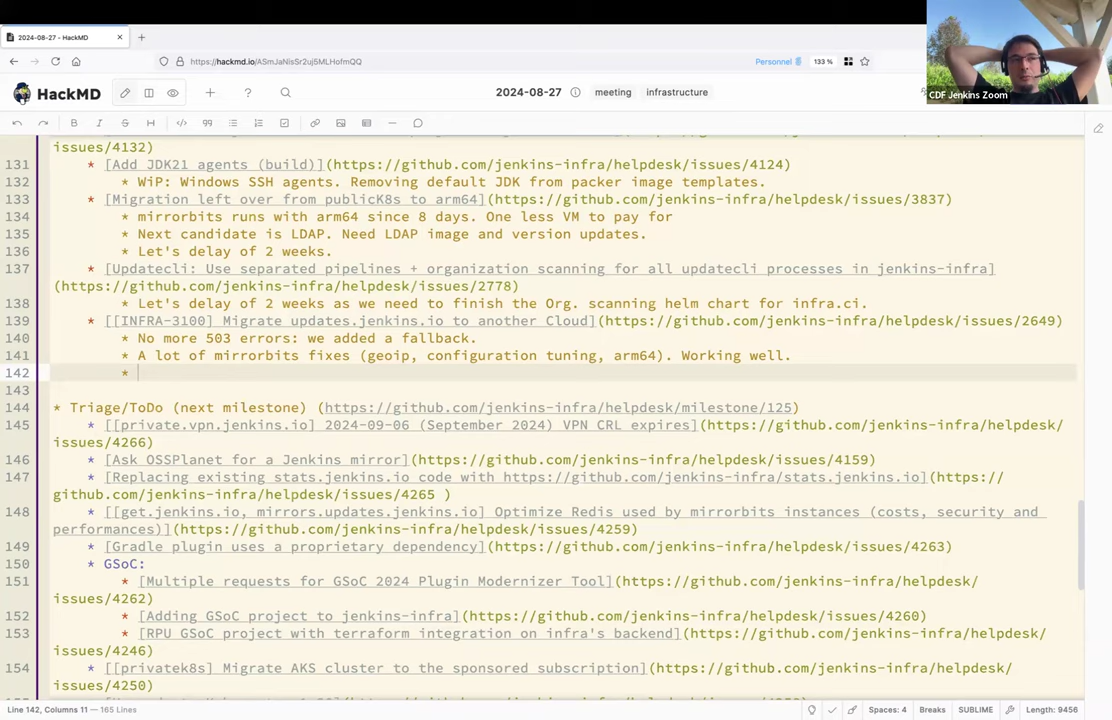 2024-08-27 - HackMD
https://hackmd.io/ASmJaNisSr2uj5MLHofmQQ
Personnel
133 %
CDF Jenkins Zoom
HackMD
2024-08-27
meeting
infrastructure
issues/4132)
131 * [Add JDK21 agents (build)](https://github.com/jenkins-infra/helpdesk/issues/4124)
132 * WiP: Windows SSH agents. Removing default JDK from packer image templates.
133 * [Migration left over from publicK8s to arm64](https://github.com/jenkins-infra/helpdesk/issues/3837)
134 * mirrorbits runs with arm64 since 8 days. One less VM to pay for
135 * Next candidate is LDAP. Need LDAP image and version updates.
136 * Let's delay of 2 weeks.
137 * [Updatecli: Use separated pipelines + organization scanning for all updatecli processes in jenkins-infra]
(https://github.com/jenkins-infra/helpdesk/issues/2778)
138 * Let's delay of 2 weeks as we need to finish the Org. scanning helm chart for infra.ci.
139 * [[INFRA-3100] Migrate updates.jenkins.io to another Cloud](https://github.com/jenkins-infra/helpdesk/issues/2649)
140 * No more 503 errors: we added a fallback.
141 * A lot of mirrorbits fixes (geoip, configuration tuning, arm64). Working well.
142 *
143
144 * Triage/ToDo (next milestone) (https://github.com/jenkins-infra/helpdesk/milestone/125)
145 * [[private.vpn.jenkins.io] 2024-09-06 (September 2024) VPN CRL expires](https://github.com/jenkins-infra/helpdesk/
issues/4266)
146 * [Ask OSSPlanet for a Jenkins mirror](https://github.com/jenkins-infra/helpdesk/issues/4159)
147 * [Replacing existing stats.jenkins.io code with https://github.com/jenkins-infra/stats.jenkins.io](https://
github.com/jenkins-infra/helpdesk/issues/4265 )
148 * [[get.jenkins.io, mirrors.updates.jenkins.io] Optimize Redis used by mirrorbits instances (costs, security and
performances)](https://github.com/jenkins-infra/helpdesk/issues/4259)
149 * [Gradle plugin uses a proprietary dependency](https://github.com/jenkins-infra/helpdesk/issues/4263)
150 * GSoC:
151 * [Multiple requests for GSoC 2024 Plugin Modernizer Tool](https://github.com/jenkins-infra/helpdesk/
issues/4262)
152 * [Adding GSoC project to jenkins-infra](https://github.com/jenkins-infra/helpdesk/issues/4260)
153 * [RPU GSoC project with terraform integration on infra's backend](https://github.com/jenkins-infra/helpdesk/
issues/4246)
154 * [[privatek8s] Migrate AKS cluster to the sponsored subscription](https://github.com/jenkins-infra/helpdesk/
issues/4250)
Line 142, Columns 11 — 165 Lines
Spaces: 4
Breaks
SUBLIME
Length: 9456